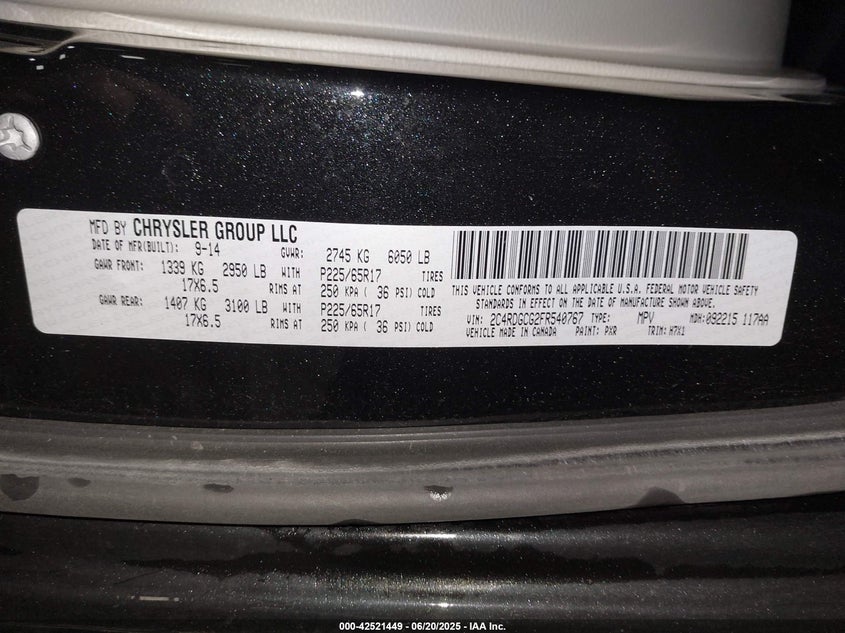 MFD BY CHRYSLER GROUP LLC
DATE OF MFR(BUILT): 9-14 GVWR: 2745 KG 6050 LB
GAWR FRONT: 1339 KG 2950 LB WITH P225/65R17 TIRES
17X6.5 RIMS AT 250 KPA ( 36 PSI) COLD
GAWR REAR: 1407 KG 3100 LB WITH P225/65R17 TIRES
17X6.5 RIMS AT 250 KPA ( 36 PSI) COLD
THIS VEHICLE CONFORMS TO ALL APPLICABLE U.S.A. FEDERAL MOTOR VEHICLE SAFETY
STANDARDS IN EFFECT ON THE DATE OF MANUFACTURE SHOWN ABOVE.
VIN: 2C4RDGCG2FR540767 TYPE: MPV MDH:092215 117AA
VEHICLE MADE IN CANADA PAINT: PXR TRIM: H7X1
000-42521449 - 06/20/2025 - IAA Inc.